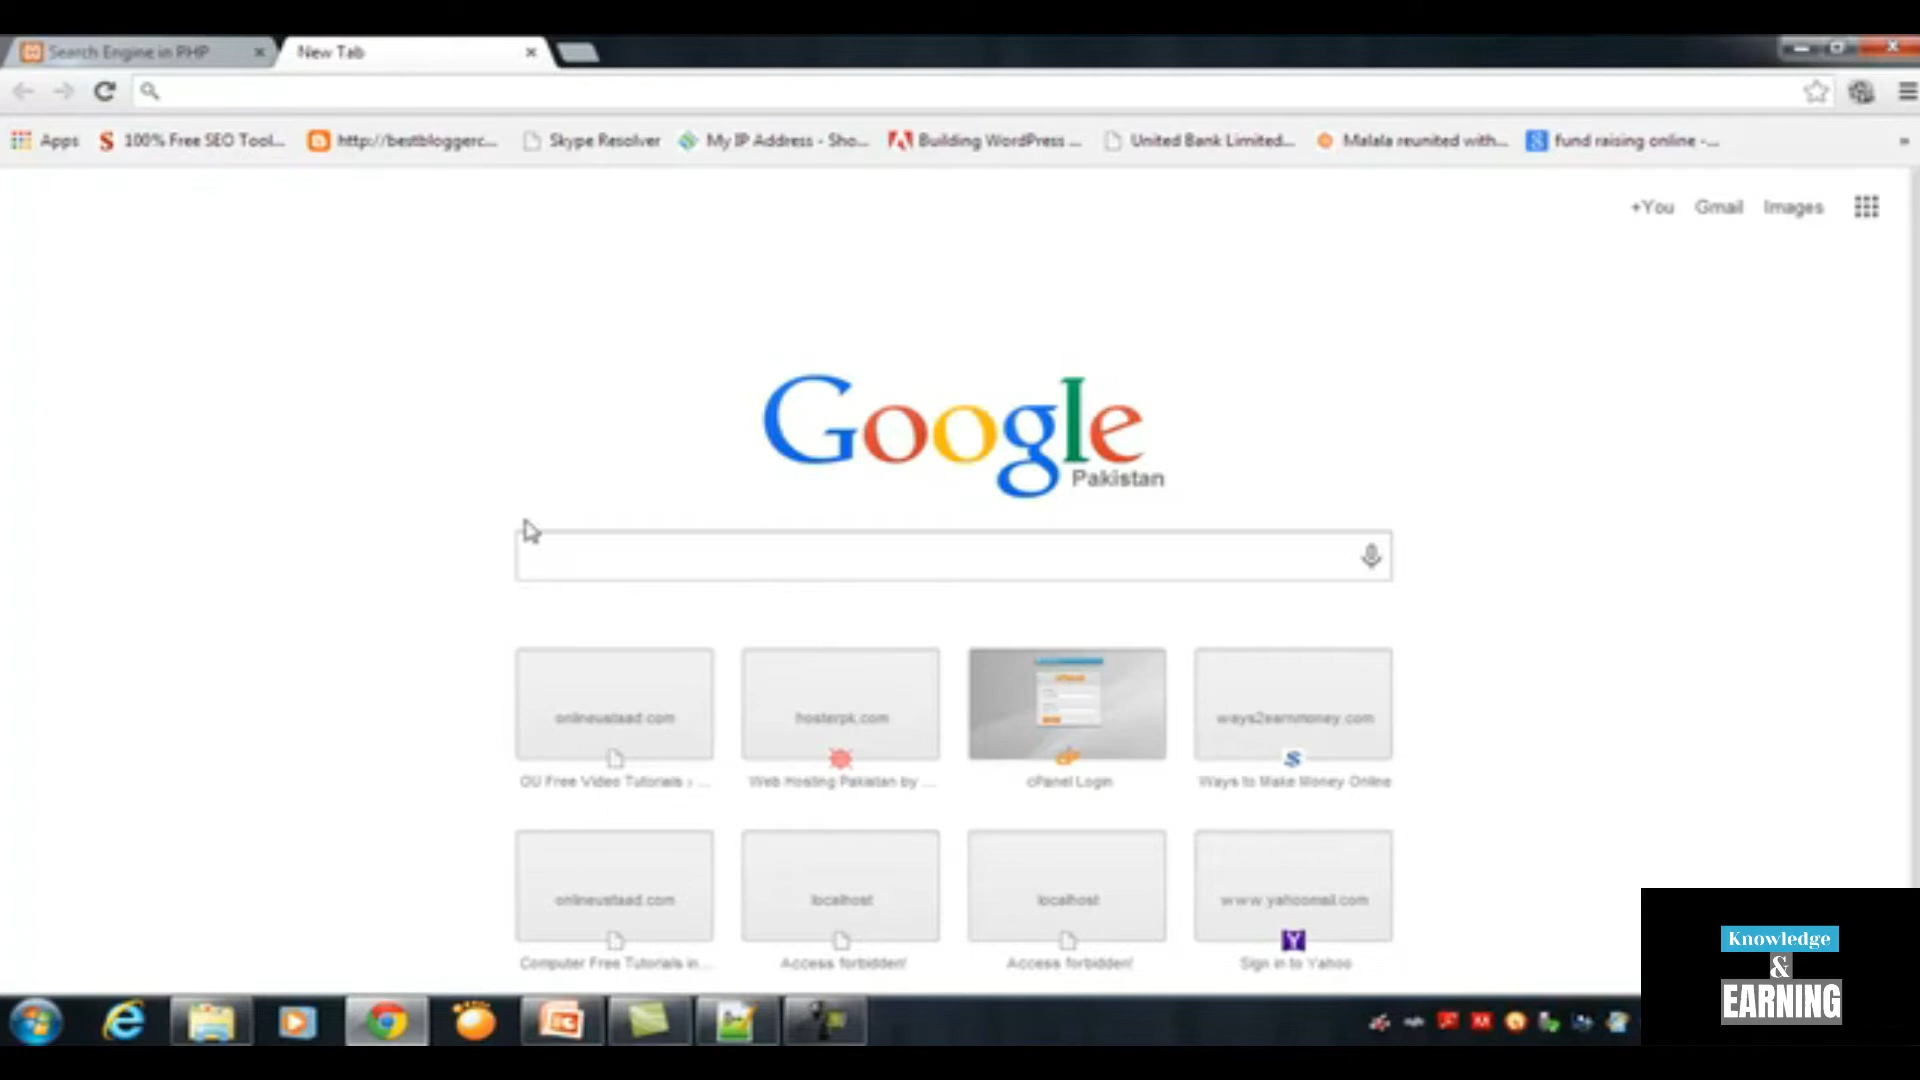 Search Engine in PHP
New Tab
Apps
100% Free SEO Tool...
http://bestbloggerc...
Skype Resolver
My IP Address - Sho...
Building WordPress ...
United Bank Limited...
Malala reunited with...
fund raising online -...
+You Gmail Images
Google
Pakistan
onlineustaad.com
hosterpk.com
ways2earnmoney.com
OU Free Video Tutorials › ...
Web Hosting Pakistan by ...
cPanel Login
Ways to Make Money Online
onlineustaad.com
localhost
localhost
www.yahoomail.com
Computer Free Tutorials in...
Access forbidden!
Access forbidden!
Sign in to Yahoo
Knowledge
&
EARNING